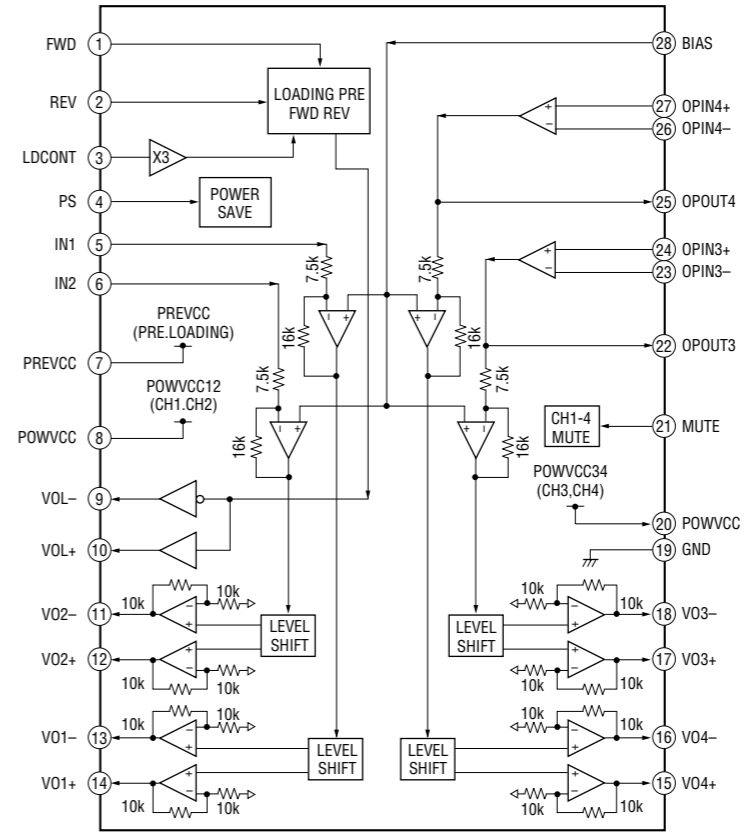 FWD 1
REV 2
LDCONT 3
PS 4
IN1 5
IN2 6
PREVCC 7
POWVCC 8
VOL– 9
VOL+ 10
VO2– 11
VO2+ 12
VO1– 13
VO1+ 14
28 BIAS
27 OPIN4+
26 OPIN4–
25 OPOUT4
24 OPIN3+
23 OPIN3–
22 OPOUT3
21 MUTE
20 POWVCC
19 GND
18 VO3–
17 VO3+
16 VO4–
15 VO4+
LOADING PRE
FWD REV
X3
POWER
SAVE
PREVCC
(PRE.LOADING)
POWVCC12
(CH1.CH2)
7.5k
16k
7.5k
16k
7.5k
16k
7.5k
16k
– +
+ –
– +
+ –
+
–
+
–
CH1-4
MUTE
POWVCC34
(CH3,CH4)
LEVEL
SHIFT
LEVEL
SHIFT
LEVEL
SHIFT
LEVEL
SHIFT
10k 10k
–
+
+
–
10k 10k
10k 10k
–
+
+
–
10k 10k
10k 10k
–
+
+
–
10k 10k
10k 10k
–
+
+
–
10k 10k